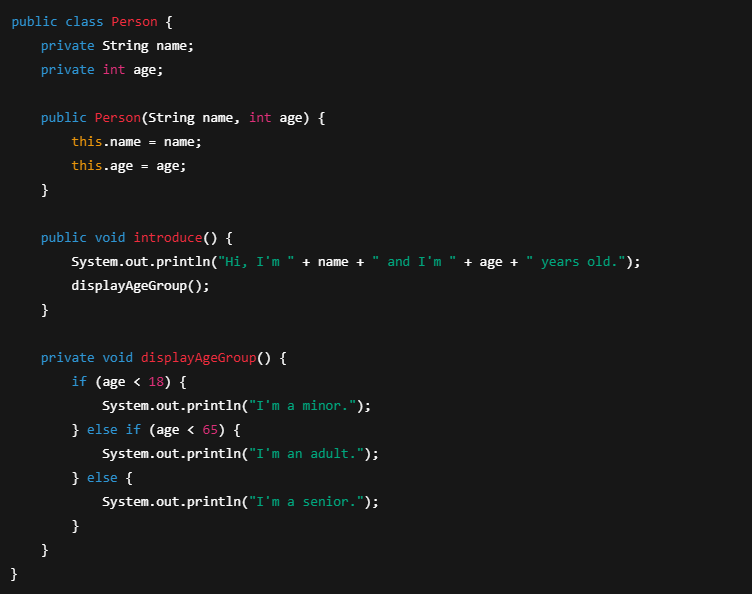 public class Person {
    private String name;
    private int age;

    public Person(String name, int age) {
        this.name = name;
        this.age = age;
    }

    public void introduce() {
        System.out.println("Hi, I'm " + name + " and I'm " + age + " years old.");
        displayAgeGroup();
    }

    private void displayAgeGroup() {
        if (age < 18) {
            System.out.println("I'm a minor.");
        } else if (age < 65) {
            System.out.println("I'm an adult.");
        } else {
            System.out.println("I'm a senior.");
        }
    }
}